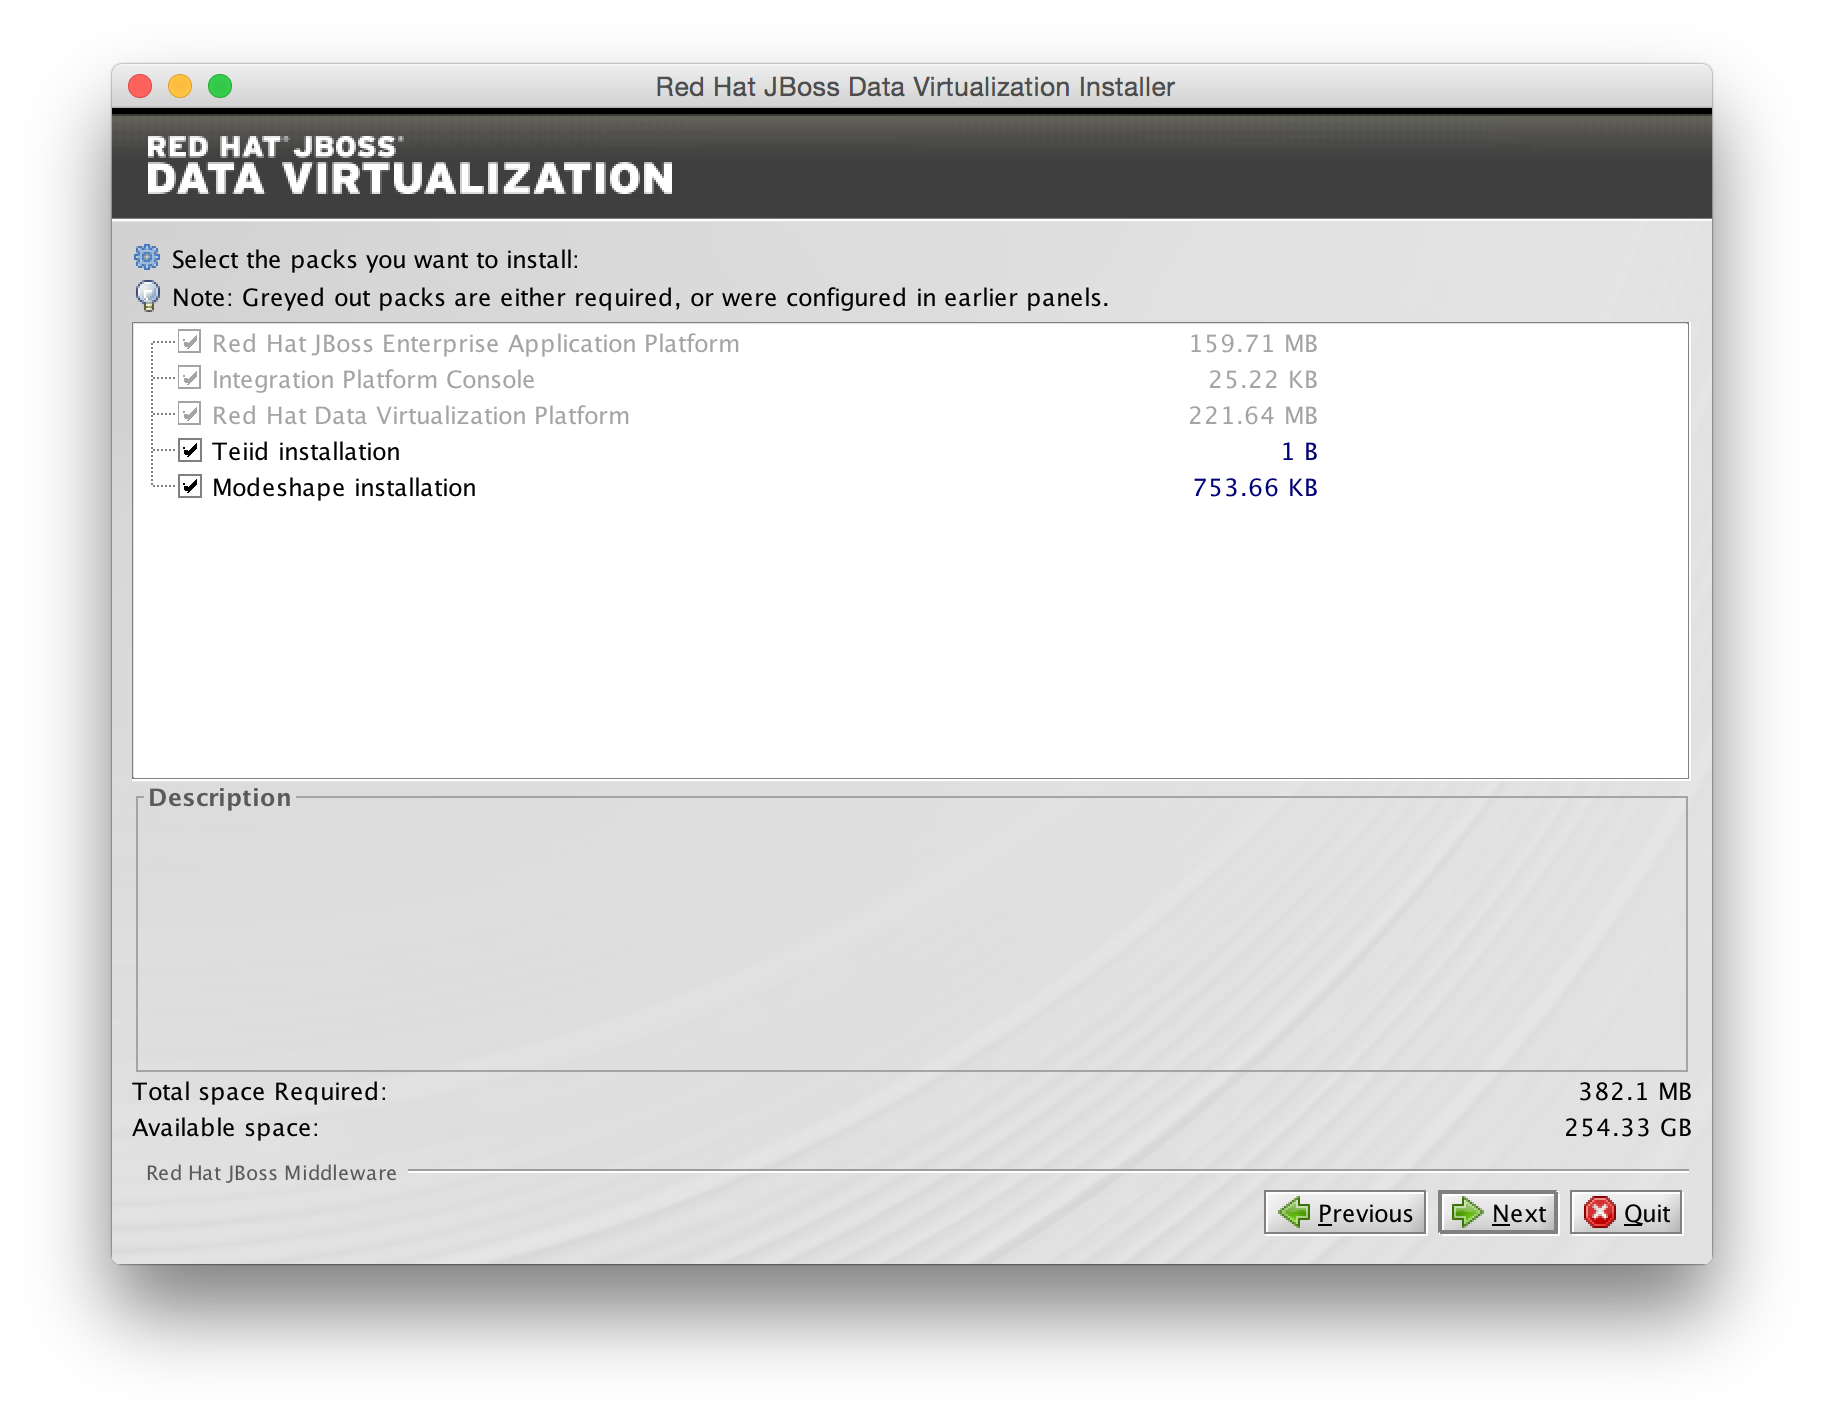 Red Hat JBoss Data Virtualization Installer
RED HAT® JBOSS®
DATA VIRTUALIZATION
Select the packs you want to install:
Note: Greyed out packs are either required, or were configured in earlier panels.
Red Hat JBoss Enterprise Application Platform 159.71 MB
Integration Platform Console 25.22 KB
Red Hat Data Virtualization Platform 221.64 MB
Teiid installation 1 B
Modeshape installation 753.66 KB
Description
Total space Required: 382.1 MB
Available space: 254.33 GB
Red Hat JBoss Middleware
Previous Next Quit